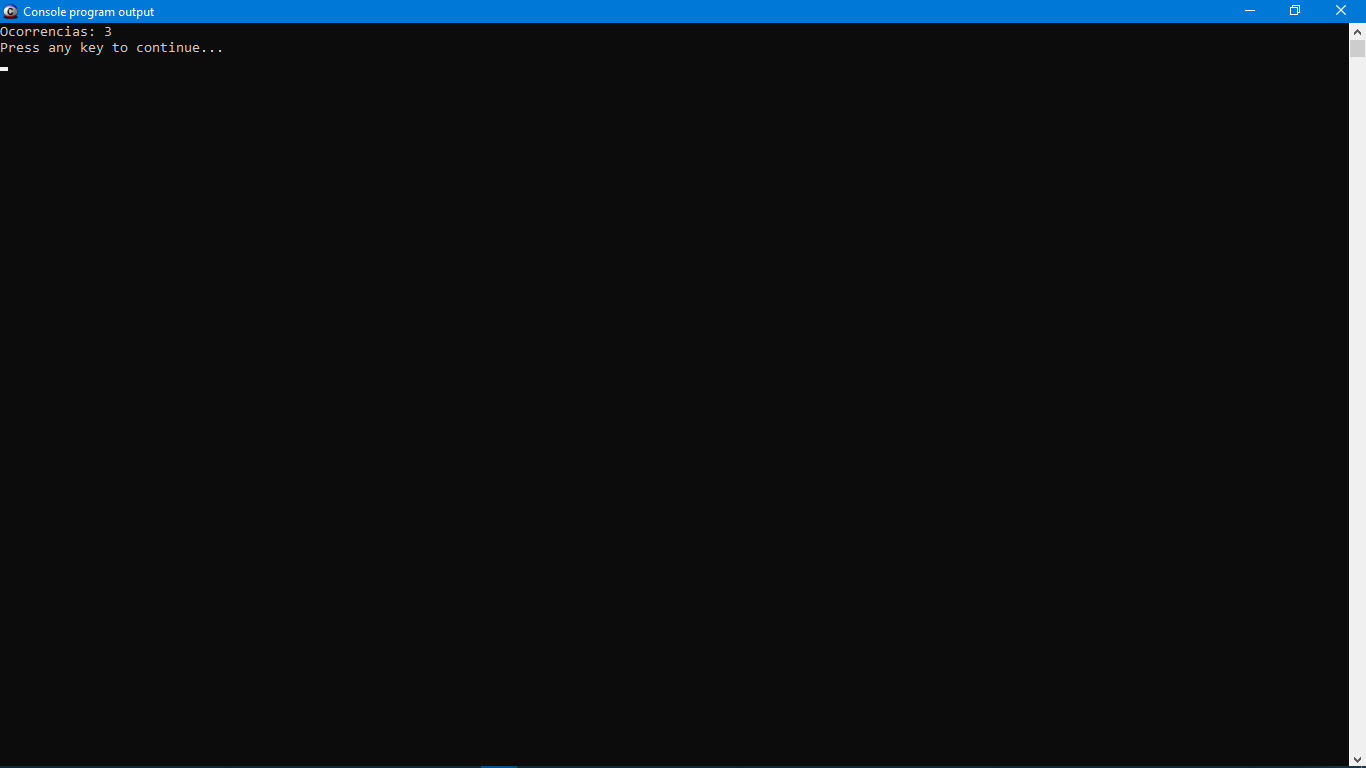 Console program output
Ocorrencias: 3
Press any key to continue...